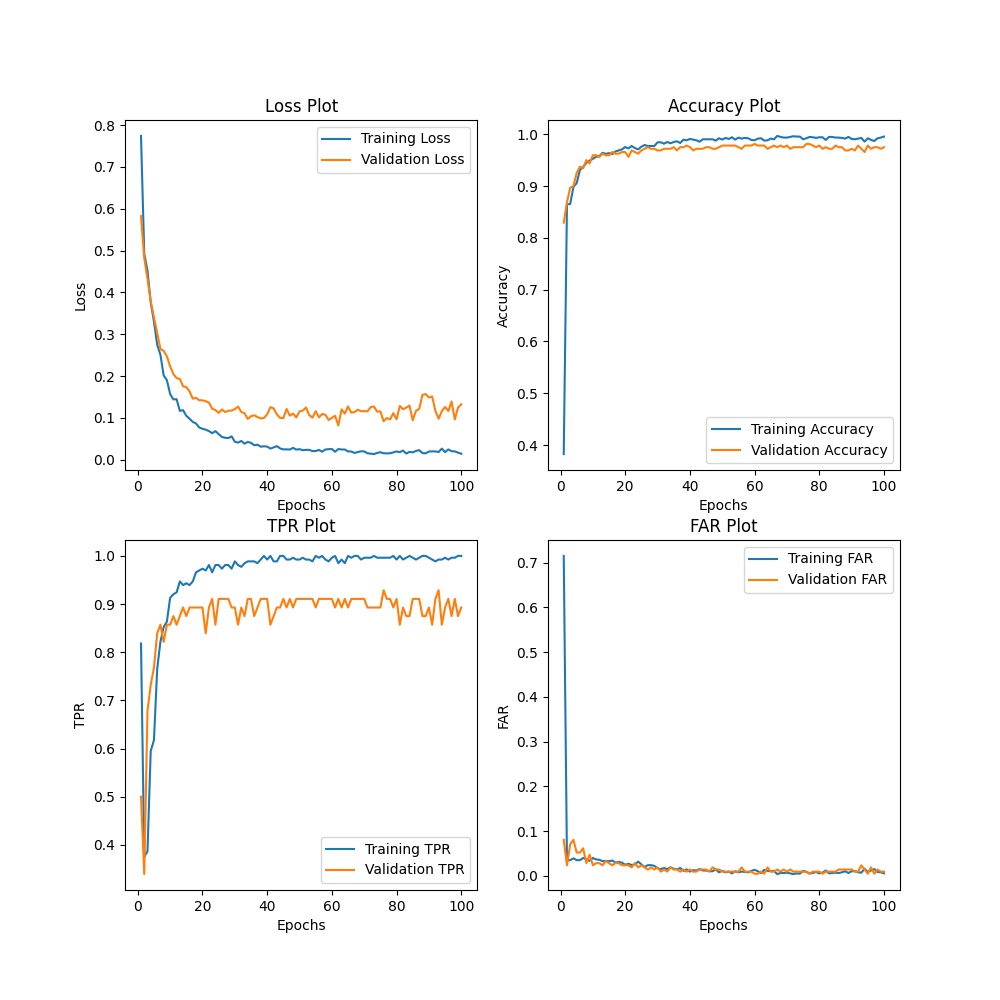 Loss Plot
0.8
0.7
0.6
0.5
0.4
0.3
0.2
0.1
0.0
Loss
Training Loss
Validation Loss
0 20 40 60 80 100
Epochs
Accuracy Plot
1.0
0.9
0.8
0.7
0.6
0.5
0.4
Accuracy
Training Accuracy
Validation Accuracy
0 20 40 60 80 100
Epochs
TPR Plot
1.0
0.9
0.8
0.7
0.6
0.5
0.4
TPR
Training TPR
Validation TPR
0 20 40 60 80 100
Epochs
FAR Plot
0.7
0.6
0.5
0.4
0.3
0.2
0.1
0.0
FAR
Training FAR
Validation FAR
0 20 40 60 80 100
Epochs